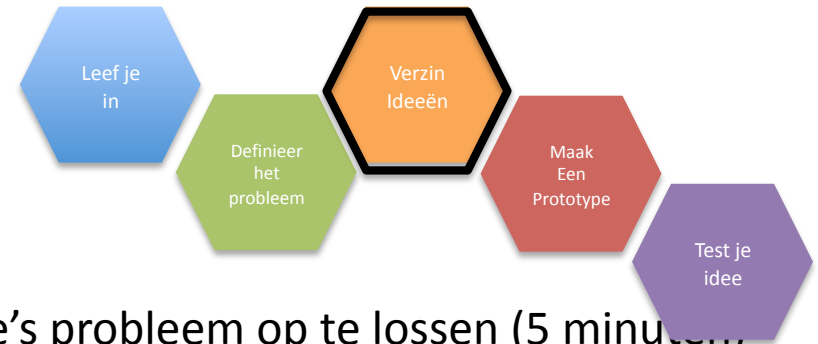 Leef je
in
Definieer
het
probleem
Verzin
Ideeën
Maak
Een
Prototype
Test je
idee
e's probleem op te lossen (5 minuten)